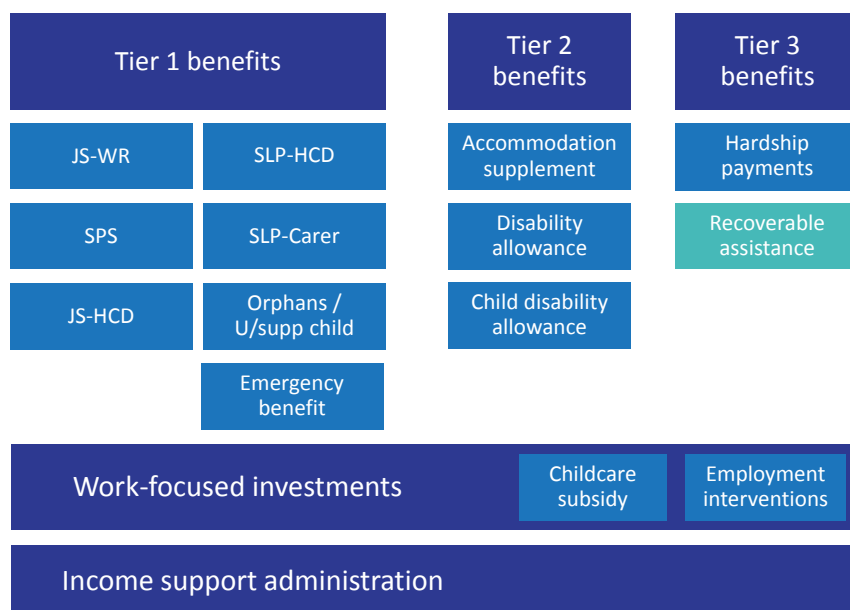 Tier 1 benefits
Tier 2
benefits
Tier 3
benefits
JS-WR
SLP-HCD
Accommodation
supplement
Hardship
payments
SPS
SLP-Carer
Disability
allowance
Recoverable
assistance
JS-HCD
Orphans /
U/supp child
Child disability
allowance
Emergency
benefit
Work-focused investments
Childcare
subsidy
Employment
interventions
Income support administration